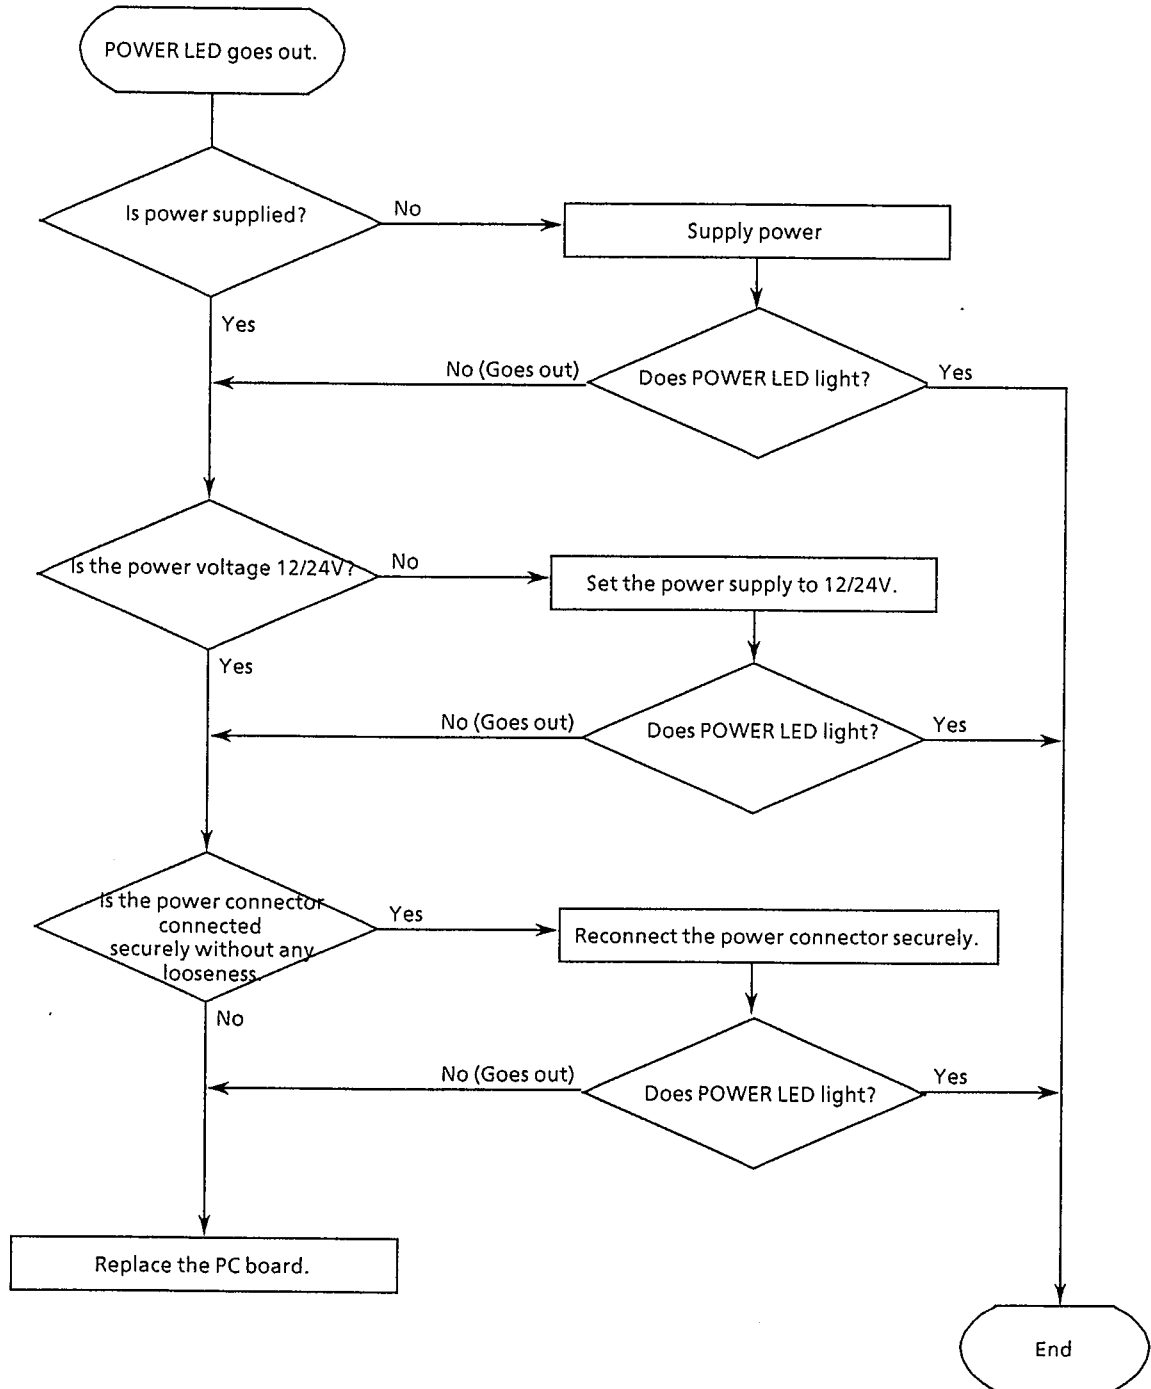 POWER LED goes out.
Is power supplied?
No
Supply power
Yes
No (Goes out)
Does POWER LED light?
Yes
Is the power voltage 12/24V?
No
Set the power supply to 12/24V.
Yes
No (Goes out)
Does POWER LED light?
Yes
Is the power connector
connected
securely without any
looseness.
Yes
Reconnect the power connector securely.
No
No (Goes out)
Does POWER LED light?
Yes
Replace the PC board.
End